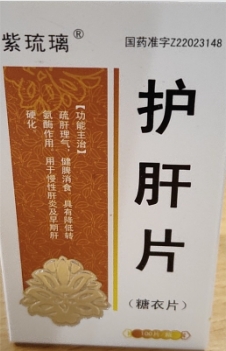 紫琉璃®
国药准字Z22023148
护肝片
（糖衣片）
【功能主治】
疏肝理气，健脾消食。具有降低转
氨酶作用。用于慢性肝炎及早期肝
硬化